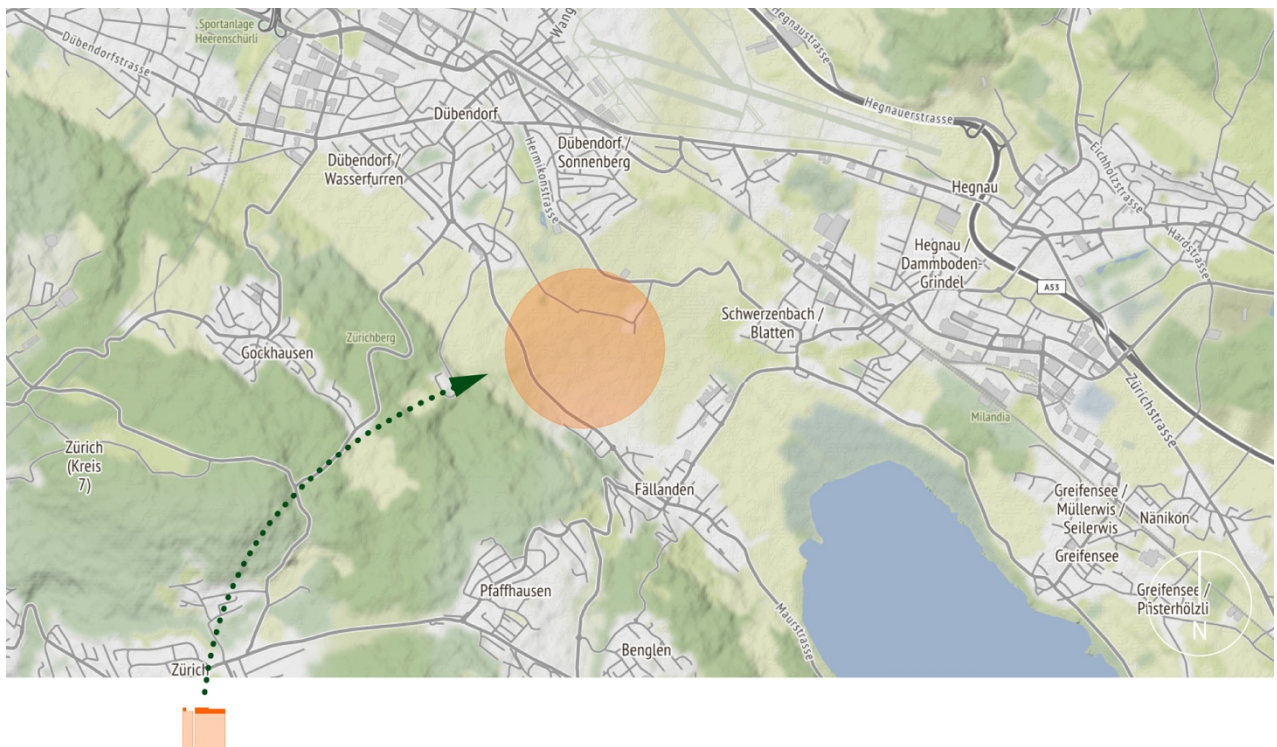 Sportanlage
Heerenschürli
Wang
Hegnaustrasse
Dübendorfstrasse
Dübendorf
Hegnauerstrasse
Dübendorf /
Wasserfurren
Hermikonstrasse
Dübendorf /
Sonnenberg
Eichholzstrasse
Hegnau
Hardstrasse
Hegnau /
Dammboden-
Grindel
A53
Schwerzenbach /
Blatten
Zürichberg
Gockhausen
Zürichstrasse
Milandia
Zürich
(Kreis
7)
Fällanden
Greifensee /
Müllerwis /
Seilerwis
Nänikon
Greifensee
Pfaffhausen
Greifensee /
Pfisterhölzli
N
Maurstrasse
Benglen
Zürich